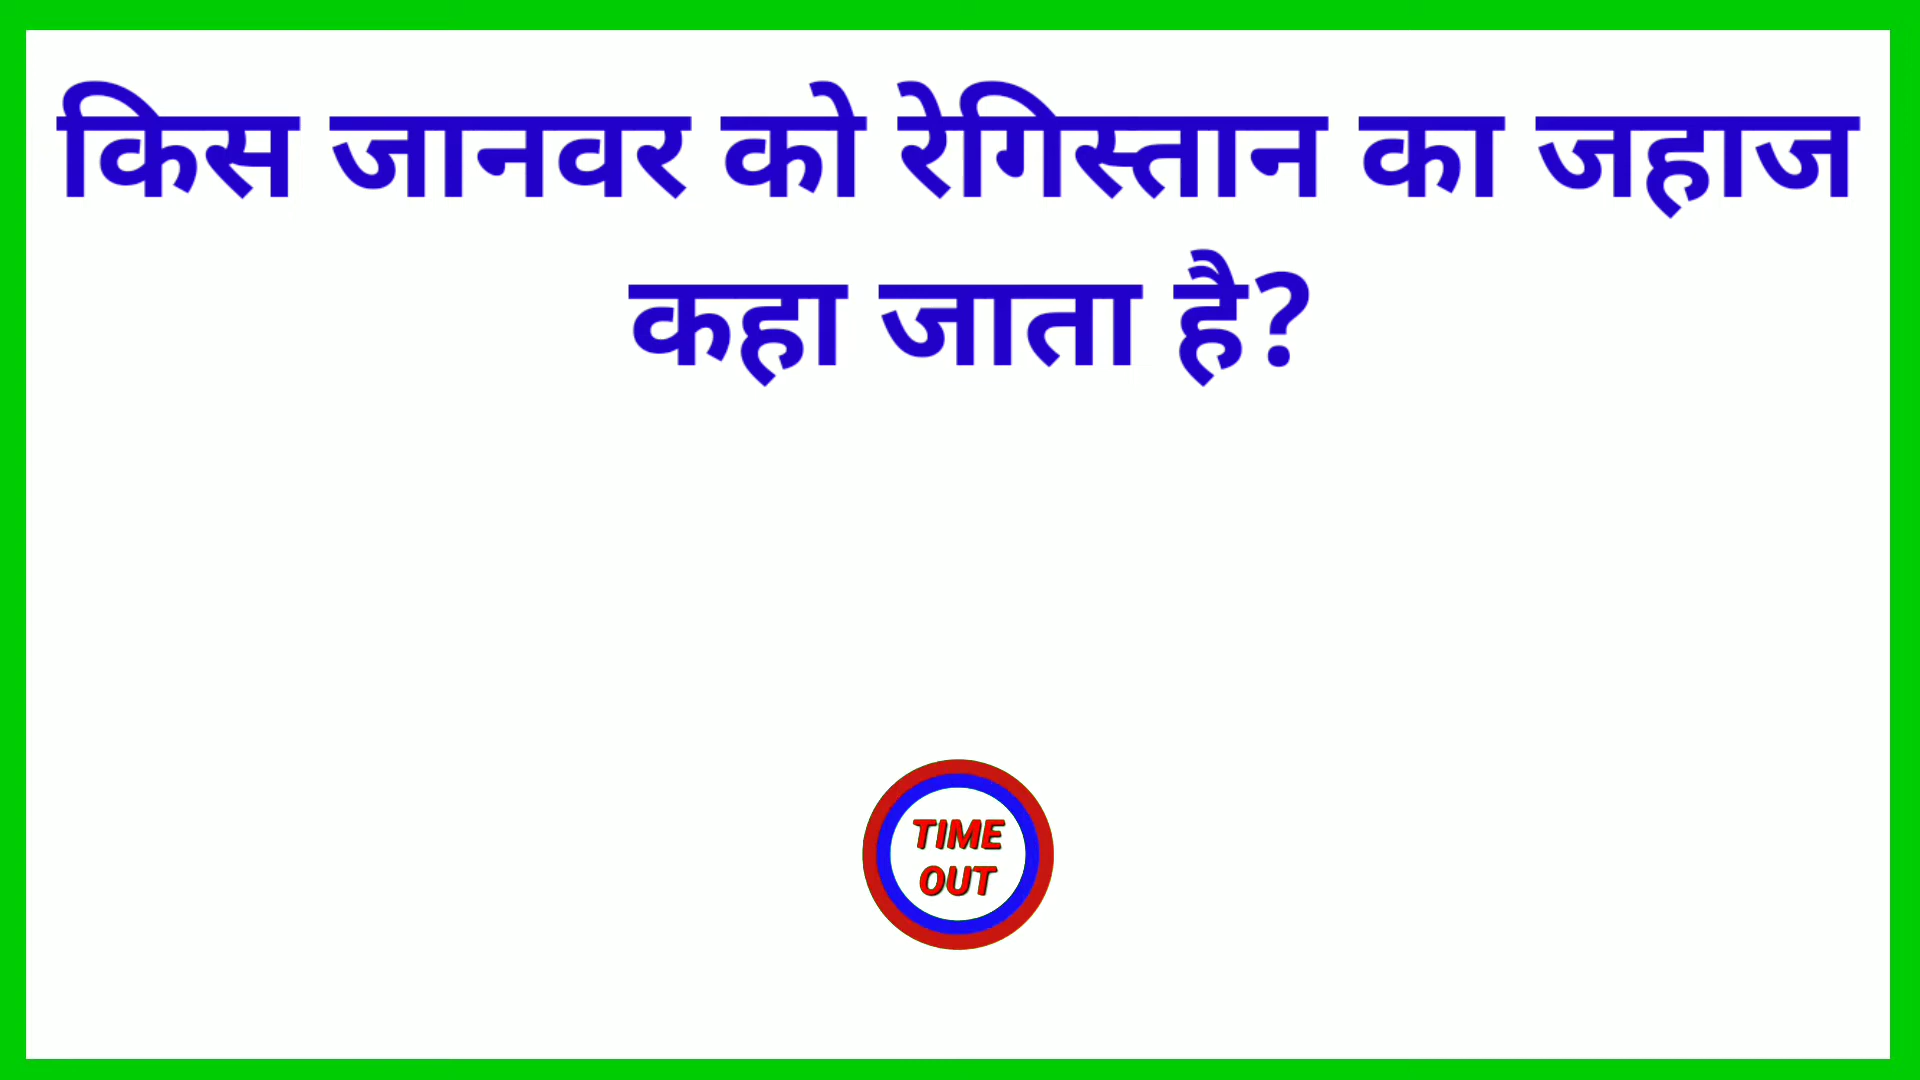 किस जानवर को रेगिस्तान का जहाज
कहा जाता है?
TIME
OUT